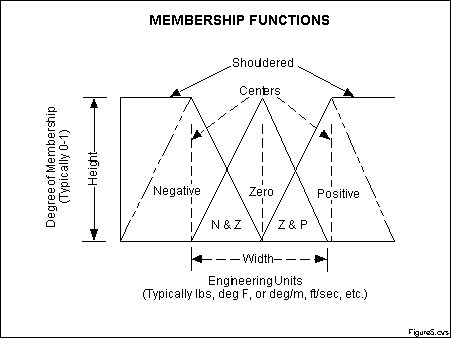 MEMBERSHIP FUNCTIONS
Shouldered
Centers
Degree of Membership
(Typically 0-1)
Height
Negative
Zero
Positive
N & Z
Z & P
Width
Engineering Units
(Typically lbs, deg F, or deg/m, ft/sec, etc.)
Figure5.cvs